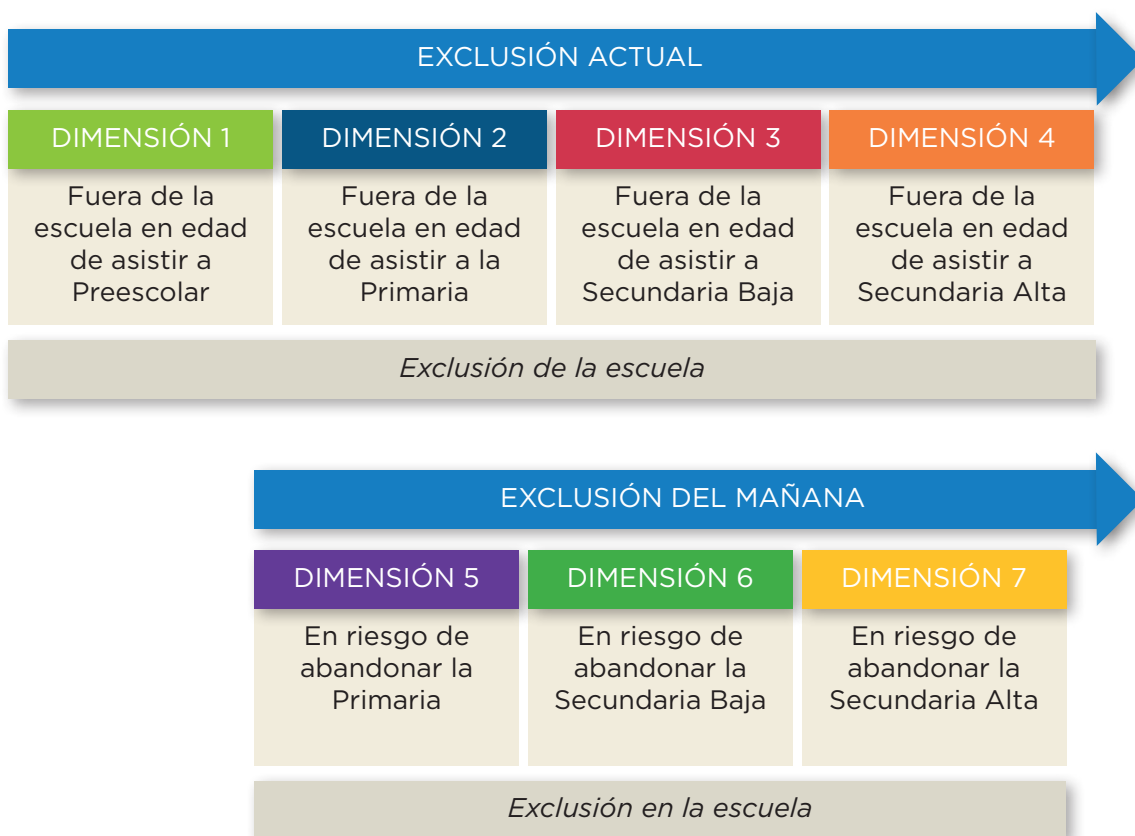 EXCLUSIÓN ACTUAL
DIMENSIÓN 1
Fuera de la
escuela en edad
de asistir a
Preescolar
DIMENSIÓN 2
Fuera de la
escuela en edad
de asistir a la
Primaria
DIMENSIÓN 3
Fuera de la
escuela en edad
de asistir a
Secundaria Baja
DIMENSIÓN 4
Fuera de la
escuela en edad
de asistir a
Secundaria Alta
Exclusión de la escuela
EXCLUSIÓN DEL MAÑANA
DIMENSIÓN 5
En riesgo de
abandonar la
Primaria
DIMENSIÓN 6
En riesgo de
abandonar la
Secundaria Baja
DIMENSIÓN 7
En riesgo de
abandonar la
Secundaria Alta
Exclusión en la escuela